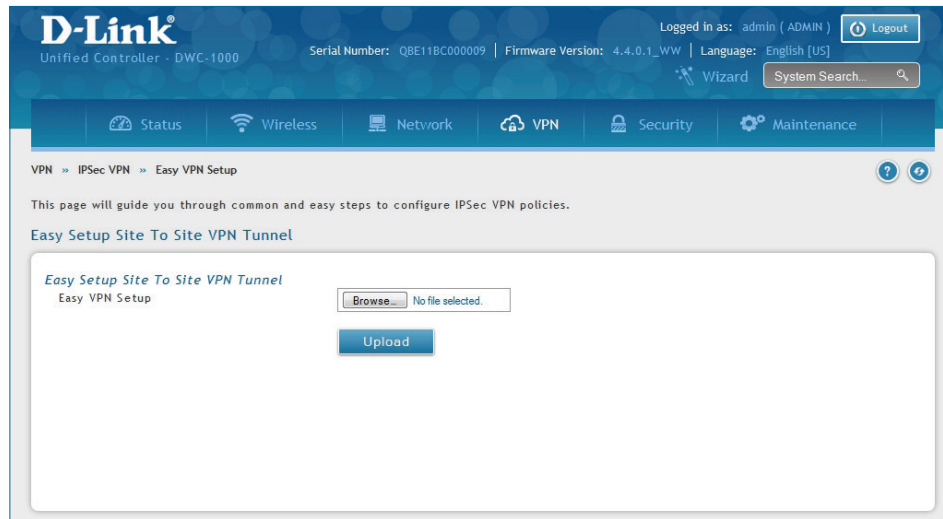 D-Link®
Unified Controller - DWC-1000
Logged in as: admin ( ADMIN ) Logout
Serial Number: QBE11BC000009 | Firmware Version: 4.4.0.1_WW | Language: English [US]
Wizard System Search...
Status Wireless Network VPN Security Maintenance
VPN » IPSec VPN » Easy VPN Setup
This page will guide you through common and easy steps to configure IPSec VPN policies.
Easy Setup Site To Site VPN Tunnel
Easy Setup Site To Site VPN Tunnel
Easy VPN Setup Browse... No file selected.
Upload